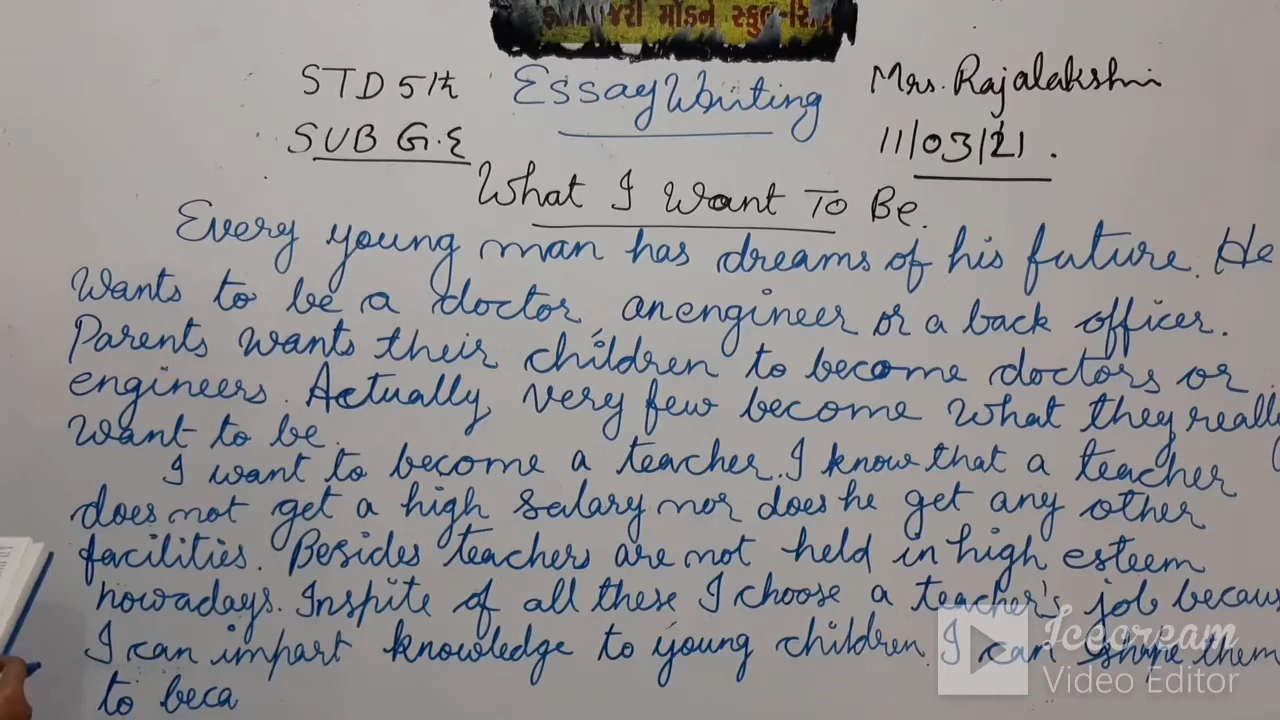 મોડર્ન સ્કુલ
STD 5th
Essay Writing
Mrs. Rajalakshmi
SUB G.E
11/03/21.
What I Want To Be.
Every young man has dreams of his future. He
wants to be a doctor, an engineer or a back officer.
Parents wants their children to become doctors or
engineers. Actually, very few become what they really
want to be.
I want to become a teacher. I know that a teacher
does not get a high salary nor does he get any other
facilities. Besides teachers are not held in high esteem
nowadays. Inspite of all these I choose a teacher's job becaus
I can impart knowledge to young children. I can shape them
to beca
Icecream
Video Editor